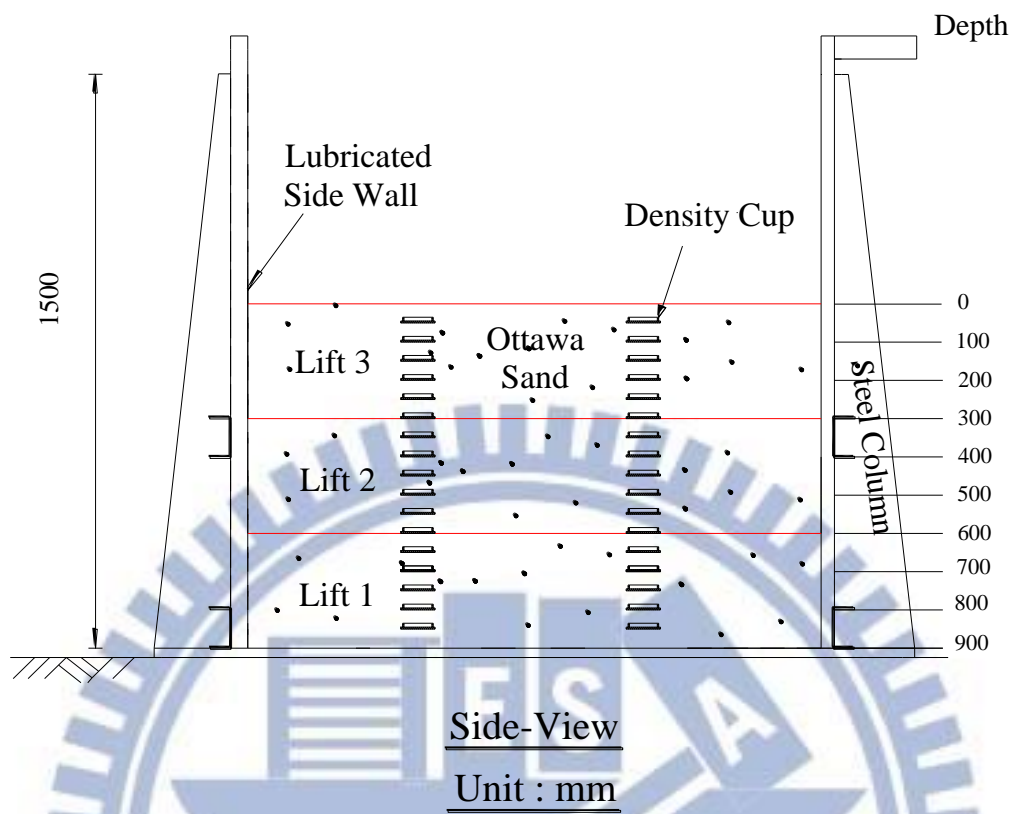 Depth
1500
Lubricated
Side Wall
Density Cup
Lift 3
Ottawa
Sand
Lift 2
Lift 1
Steel Column
0
100
200
300
400
500
600
700
800
900
E S A
Side-View
Unit : mm